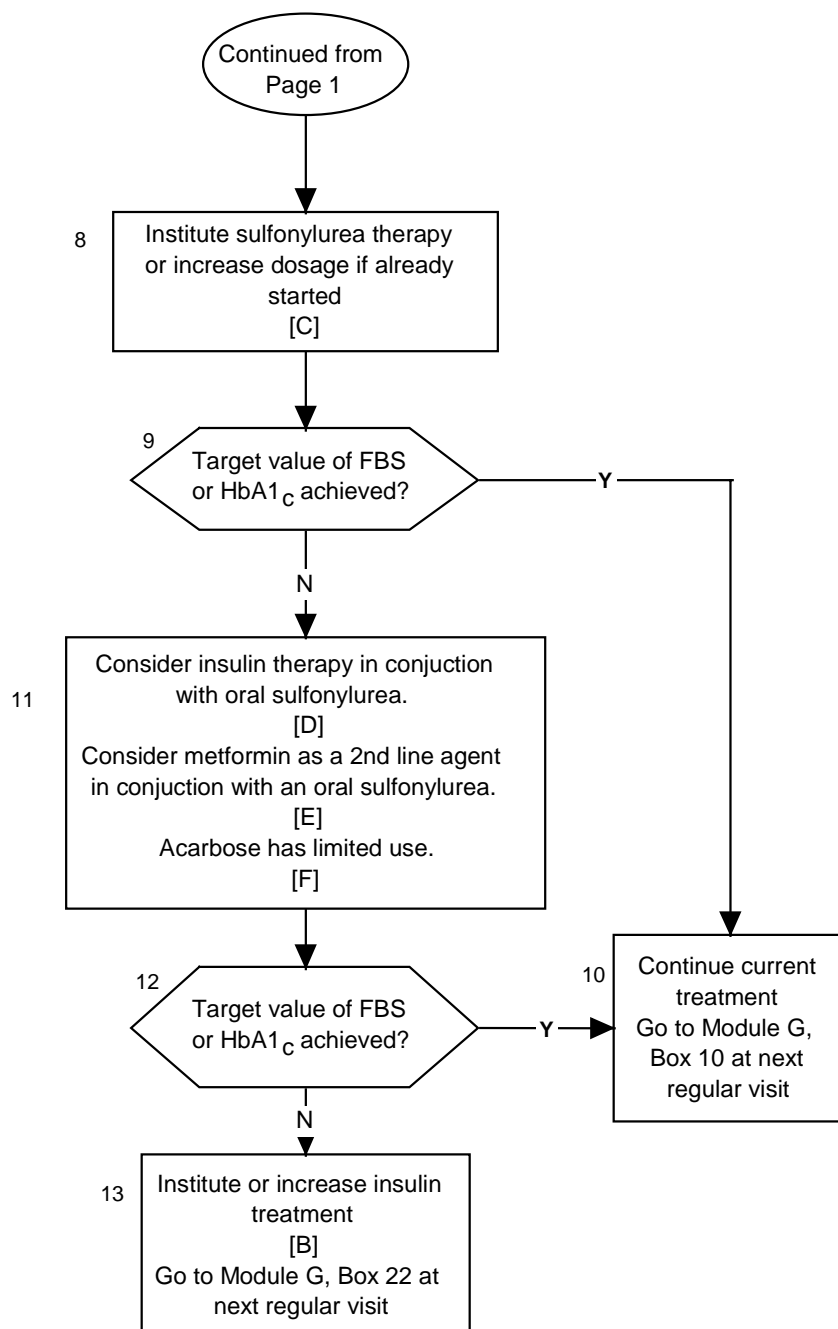 Continued from
Page 1
8
Institute sulfonylurea therapy
or increase dosage if already
started
[C]
9
Target value of FBS
or HbA1c achieved?
Y
N
11
Consider insulin therapy in conjuction
with oral sulfonylurea.
[D]
Consider metformin as a 2nd line agent
in conjuction with an oral sulfonylurea.
[E]
Acarbose has limited use.
[F]
12
Target value of FBS
or HbA1c achieved?
Y
10
Continue current
treatment
Go to Module G,
Box 10 at next
regular visit
N
13
Institute or increase insulin
treatment
[B]
Go to Module G, Box 22 at
next regular visit